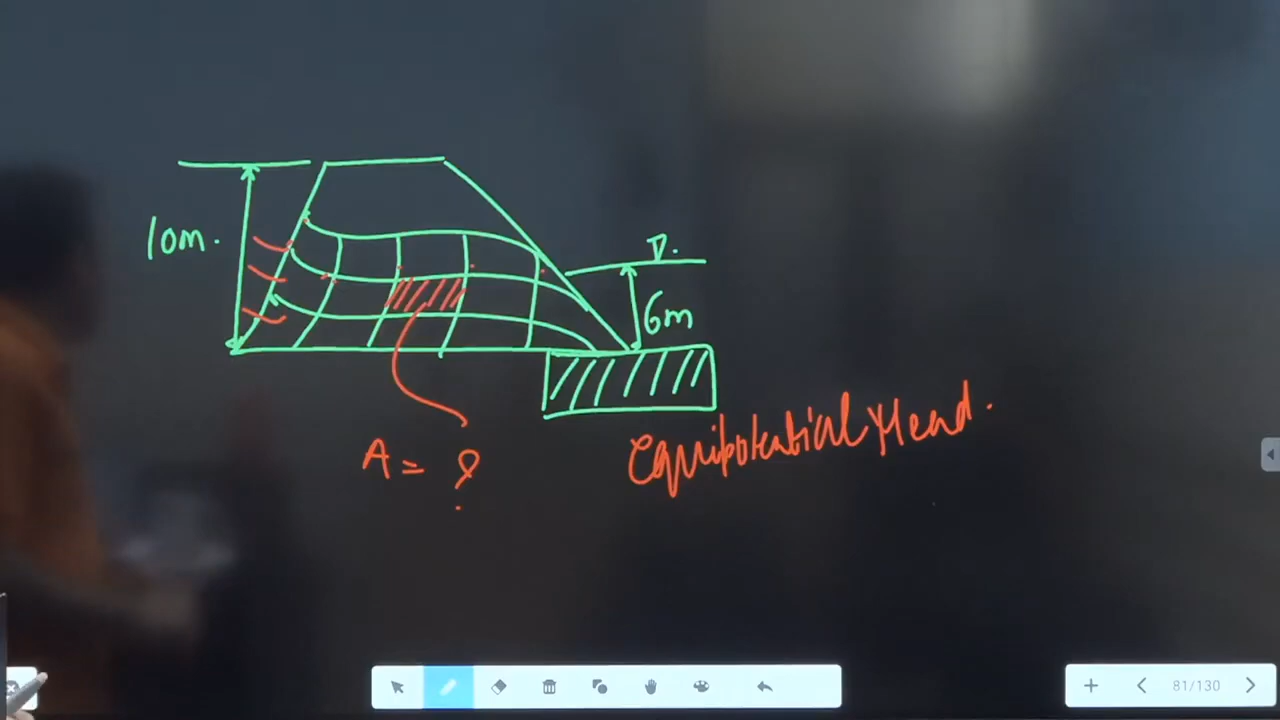 10m.
6m
A = ?
Equipotential Head.
81/130